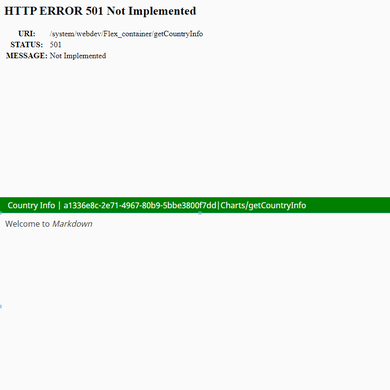 HTTP ERROR 501 Not Implemented
URI: /system/webdev/Flex_container/getCountryInfo
STATUS: 501
MESSAGE: Not Implemented
Country Info | a1336e8c-2e71-4967-80b9-5bbe3800f7dd|Charts/getCountryInfo
Welcome to Markdown